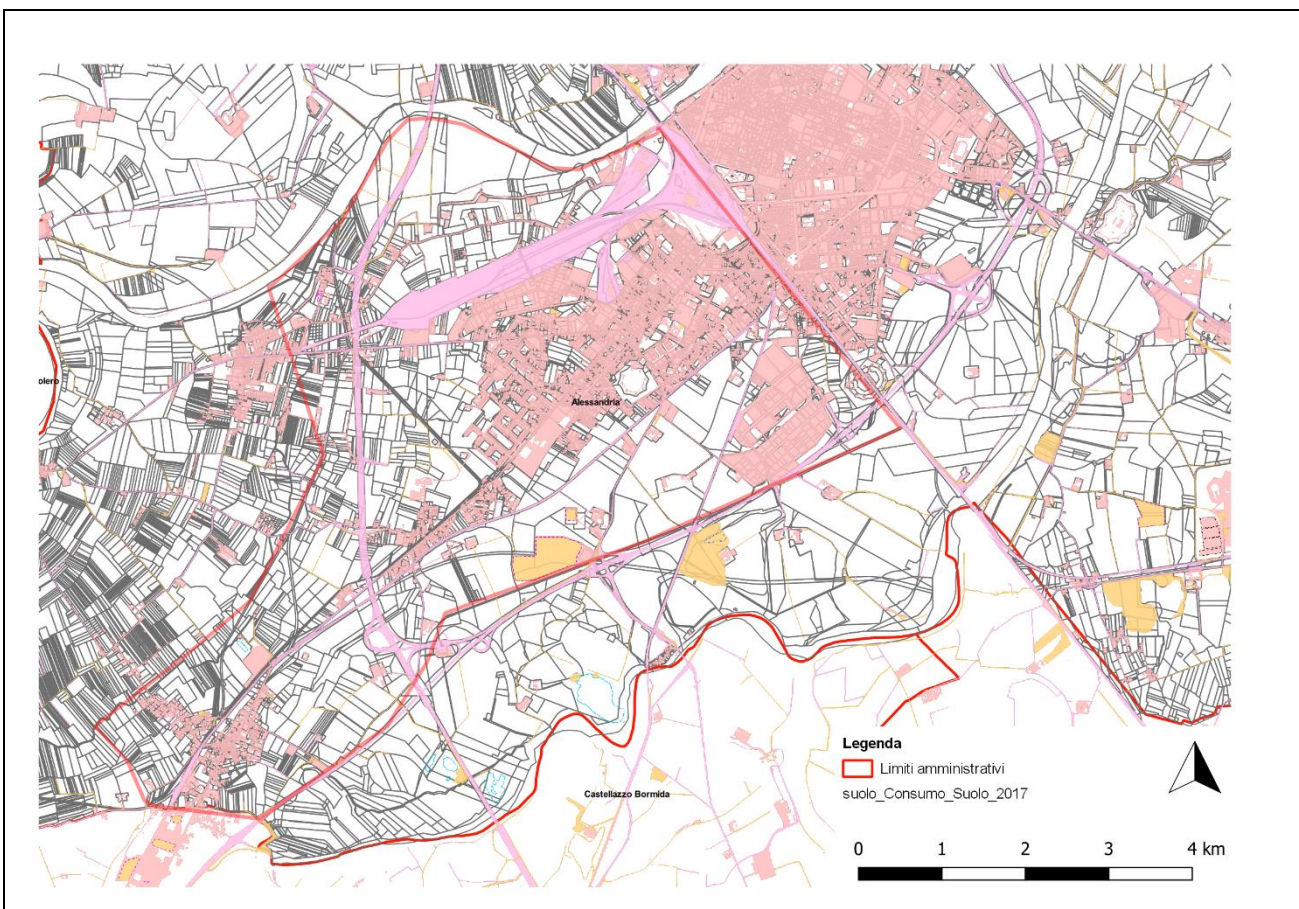 olero
Alessandria
Castellazzo Bormida
Legenda
Limiti amministrativi
suolo_Consumo_Suolo_2017
0 1 2 3 4 km